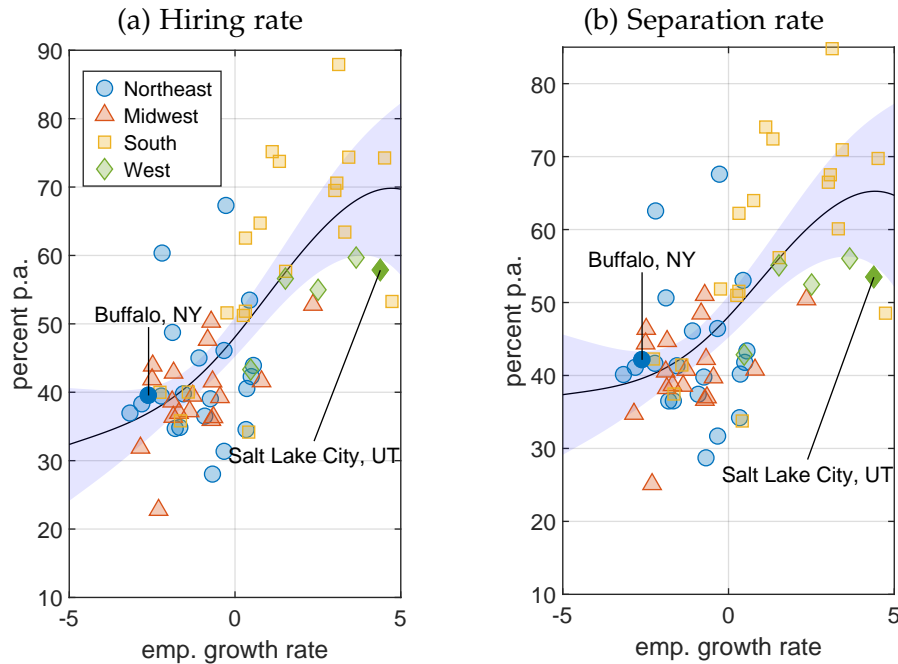 (a) Hiring rate
90
80
70
60
50
40
30
20
10
-5
0
5
percent p.a.
emp. growth rate
Northeast
Midwest
South
West
Buffalo, NY
Salt Lake City, UT
(b) Separation rate
80
70
60
50
40
30
20
10
-5
0
5
percent p.a.
emp. growth rate
Buffalo, NY
Salt Lake City, UT